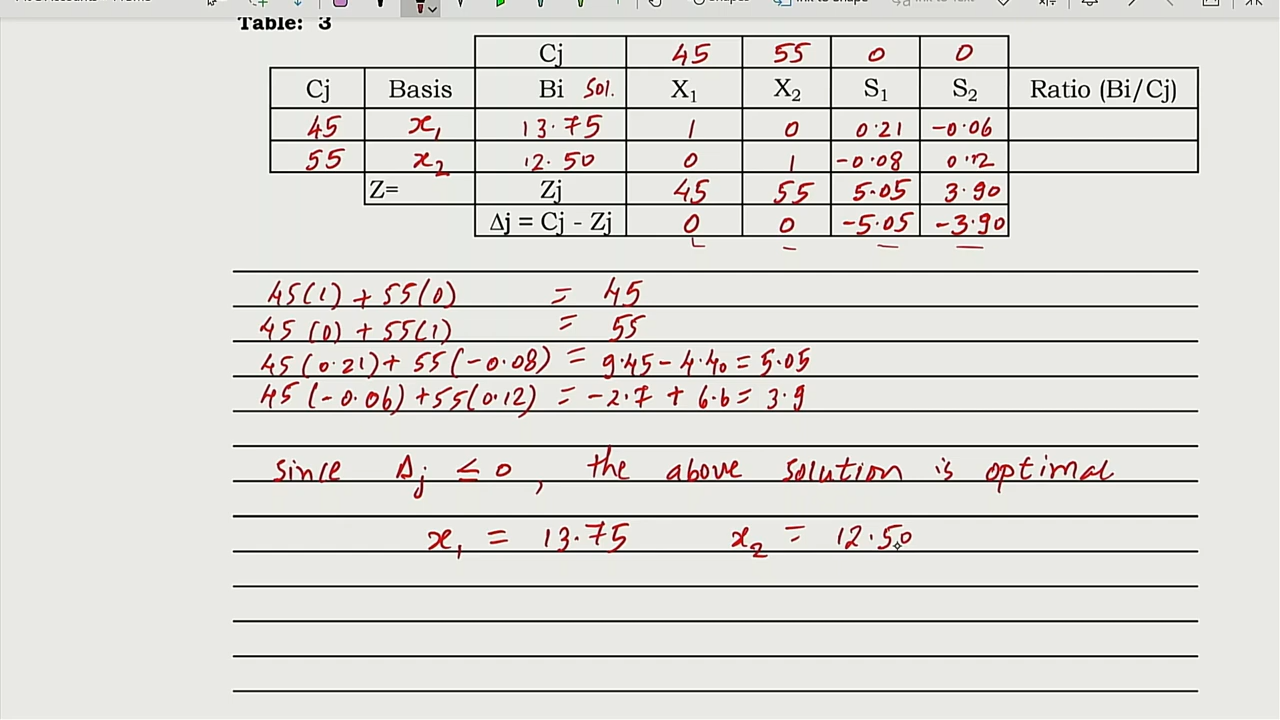 Table: 3
Cj 45 55 0 0
Cj Basis Bi Sol. X₁ X₂ S₁ S₂ Ratio (Bi/Cj)
45 x₁ 13.75 1 0 0.21 -0.06
55 x₂ 12.50 0 1 -0.08 0.12
Z= Zj 45 55 5.05 3.90
Δj = Cj - Zj 0 0 -5.05 -3.90
45(1) + 55(0) = 45
45 (0) + 55(1) = 55
45(0.21) + 55(-0.08) = 9.45 - 4.40 = 5.05
45 (-0.06) + 55(0.12) = -2.7 + 6.6 = 3.9
since Δj ≤ 0, the above solution is optimal
x₁ = 13.75 x₂ = 12.50